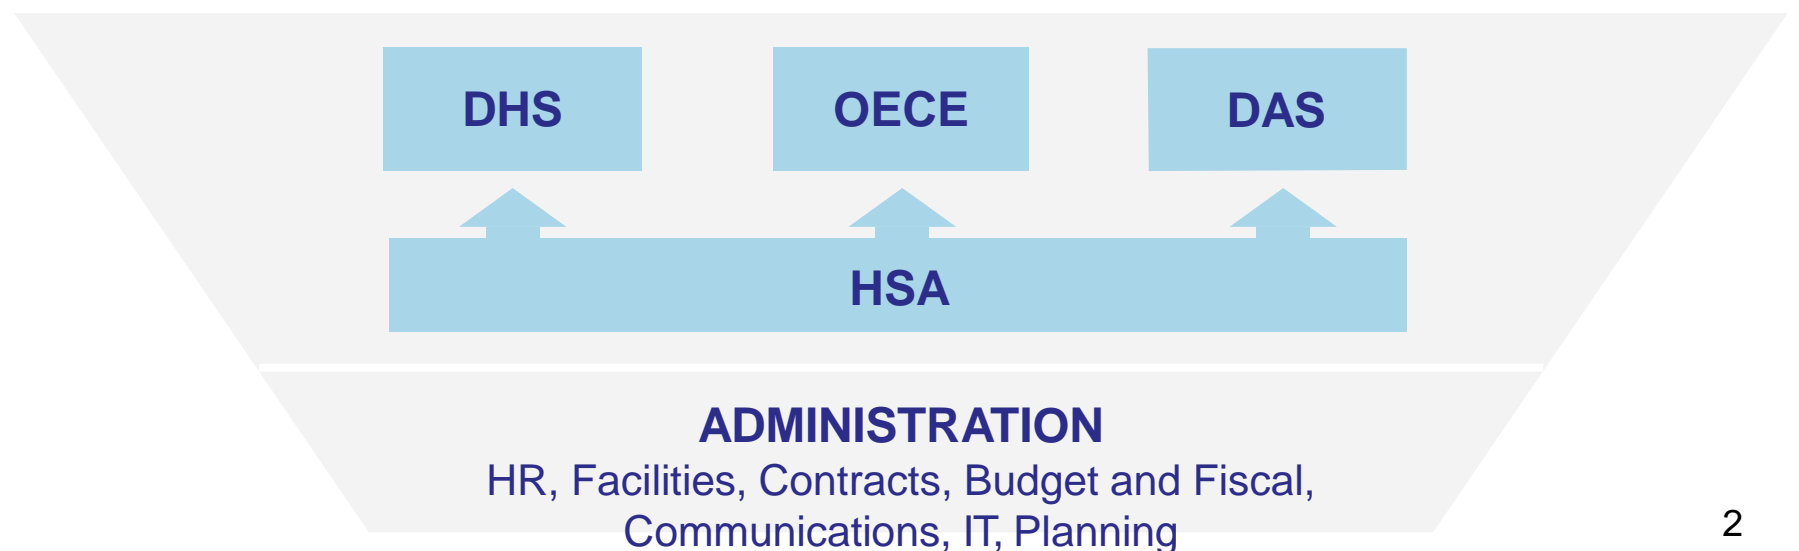 DHS
OECE
DAS
HSA
ADMINISTRATION
HR, Facilities, Contracts, Budget and Fiscal,
Communications, IT, Planning
2